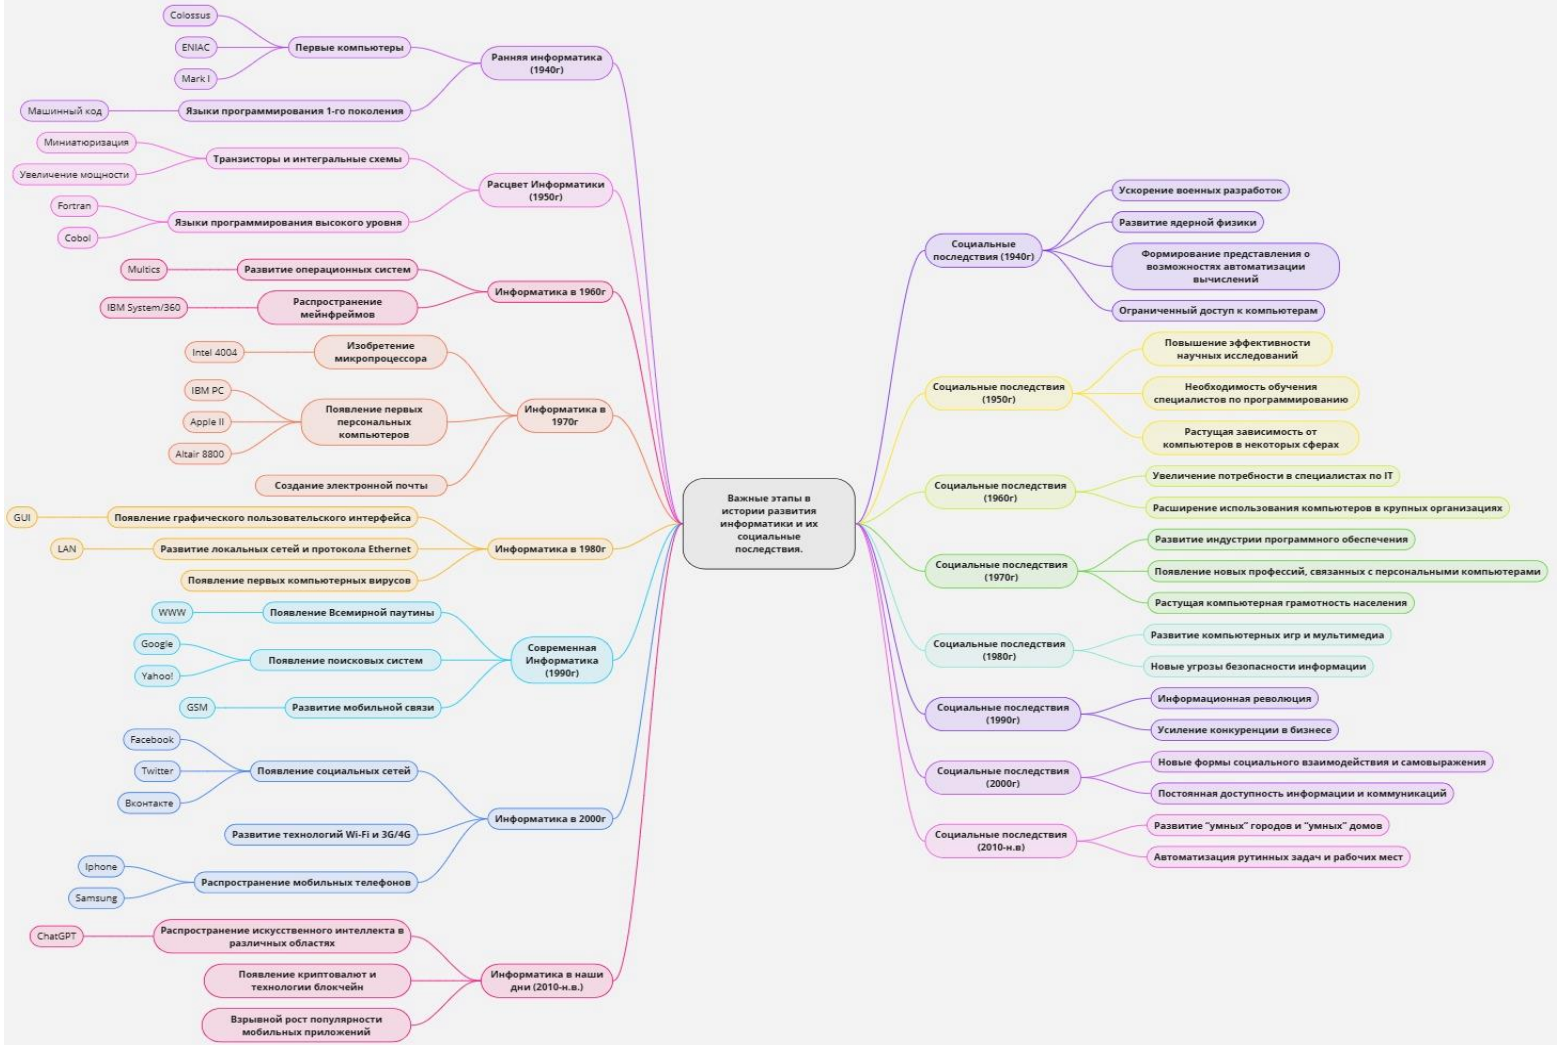 Важные этапы в
истории развития
информатики и их
социальные
последствия.
Ранняя информатика
(1940г)
Первые компьютеры
Colossus
ENIAC
Mark I
Языки программирования 1-го поколения
Машинный код
Расцвет Информатики
(1950г)
Транзисторы и интегральные схемы
Миниатюризация
Увеличение мощности
Языки программирования высокого уровня
Fortran
Cobol
Информатика в 1960г
Развитие операционных систем
Multics
Распространение
мейнфреймов
IBM System/360
Информатика в
1970г
Изобретение
микропроцессора
Intel 4004
Появление первых
персональных
компьютеров
IBM PC
Apple II
Altair 8800
Создание электронной почты
Информатика в 1980г
Появление графического пользовательского интерфейса
GUI
Развитие локальных сетей и протокола Ethernet
LAN
Появление первых компьютерных вирусов
Современная
Информатика
(1990г)
Появление Всемирной паутины
WWW
Появление поисковых систем
Google
Yahoo!
Развитие мобильной связи
GSM
Информатика в 2000г
Появление социальных сетей
Facebook
Twitter
Вконтакте
Развитие технологий Wi-Fi и 3G/4G
Распространение мобильных телефонов
Iphone
Samsung
Информатика в наши
дни (2010-н.в.)
Распространение искусственного интеллекта в
различных областях
ChatGPT
Появление криптовалют и
технологии блокчейн
Взрывной рост популярности
мобильных приложений
Социальные
последствия (1940г)
Ускорение военных разработок
Развитие ядерной физики
Формирование представления о
возможностях автоматизации
вычислений
Ограниченный доступ к компьютерам
Социальные последствия
(1950г)
Повышение эффективности
научных исследований
Необходимость обучения
специалистов по программированию
Растущая зависимость от
компьютеров в некоторых сферах
Социальные последствия
(1960г)
Увеличение потребности в специалистах по IT
Расширение использования компьютеров в крупных организациях
Социальные последствия
(1970г)
Развитие индустрии программного обеспечения
Появление новых профессий, связанных с персональными компьютерами
Растущая компьютерная грамотность населения
Социальные последствия
(1980г)
Развитие компьютерных игр и мультимедиа
Новые угрозы безопасности информации
Социальные последствия
(1990г)
Информационная революция
Усиление конкуренции в бизнесе
Социальные последствия
(2000г)
Новые формы социального взаимодействия и самовыражения
Постоянная доступность информации и коммуникаций
Социальные последствия
(2010-н.в)
Развитие "умных" городов и "умных" домов
Автоматизация рутинных задач и рабочих мест